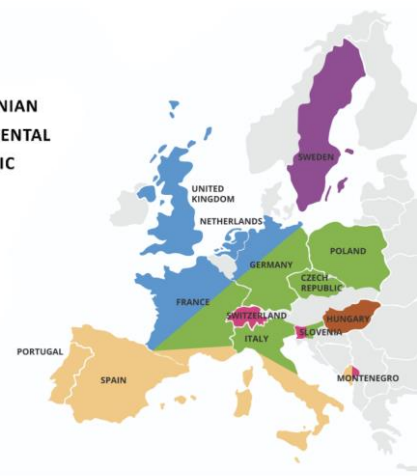 NIAN
ENTAL
IC
SWEDEN
UNITED
KINGDOM
NETHERLANDS
POLAND
GERMANY
CZECH
REPUBLIC
FRANCE
SWITZERLAND
HUNGARY
SLOVENIA
ITALY
PORTUGAL
SPAIN
MONTENEGRO